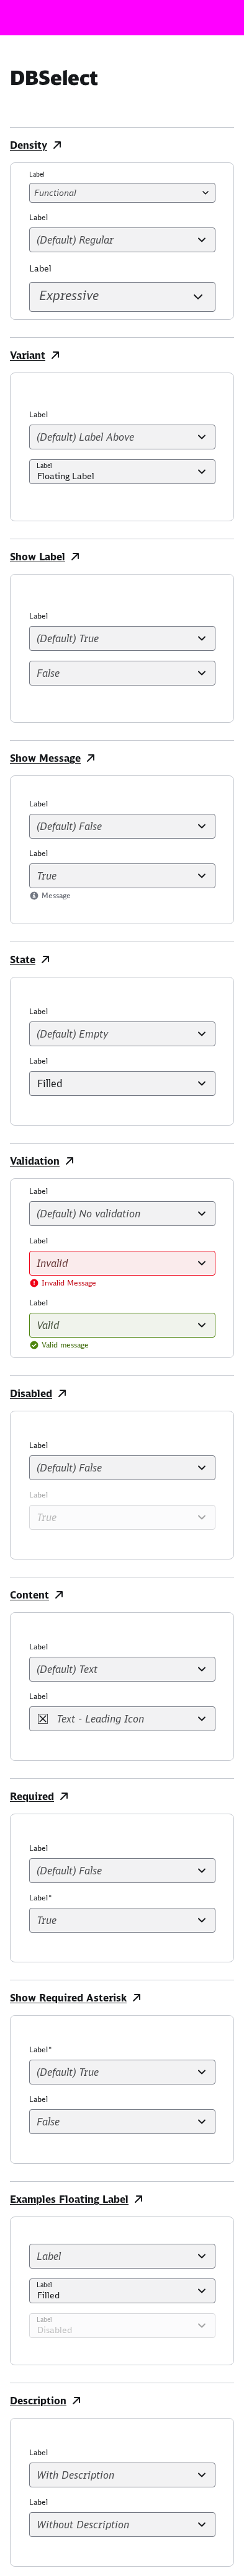 DBSelect
Density
Label
Functional
Label
(Default) Regular
Label
Expressive
Variant
Label
(Default) Label Above
Label
Floating Label
Show Label
Label
(Default) True
False
Show Message
Label
(Default) False
Label
True
Message
State
Label
(Default) Empty
Label
Filled
Validation
Label
(Default) No validation
Label
Invalid
Invalid Message
Label
Valid
Valid message
Disabled
Label
(Default) False
Label
True
Content
Label
(Default) Text
Label
Text - Leading Icon
Required
Label
(Default) False
Label*
True
Show Required Asterisk
Label*
(Default) True
Label
False
Examples Floating Label
Label
Label
Filled
Label
Disabled
Description
Label
With Description
Label
Without Description